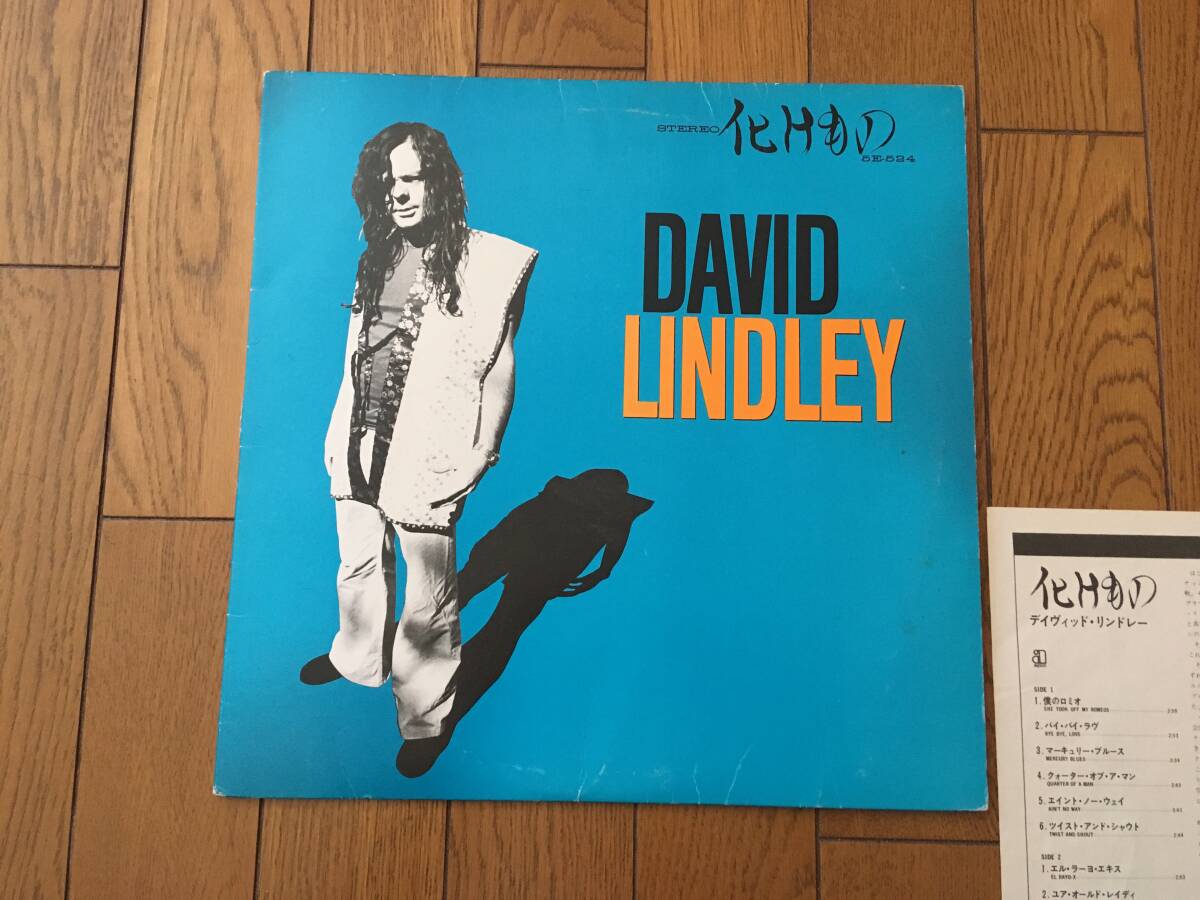 STEREO 化けもの
5E-524
DAVID
LINDLEY
化けもの
デイヴィッド・リンドレー
SIDE 1
1. 僕のロミオ
SHE TOOK OFF MY ROMEOS
2. バイ・バイ・ラヴ
BYE BYE, LOVE
3. マーキュリー・ブルース
MERCURY BLUES
4. クォーター・オブ・ア・マン
QUARTER OF A MAN
5. エイント・ノー・ウェイ
AIN'T NO WAY
6. ツイスト・アンド・シャウト
TWIST AND SHOUT
SIDE 2
1. エル・ラーヨ・エキス
EL RAYO-X
2. ユア・オールド・レイディ